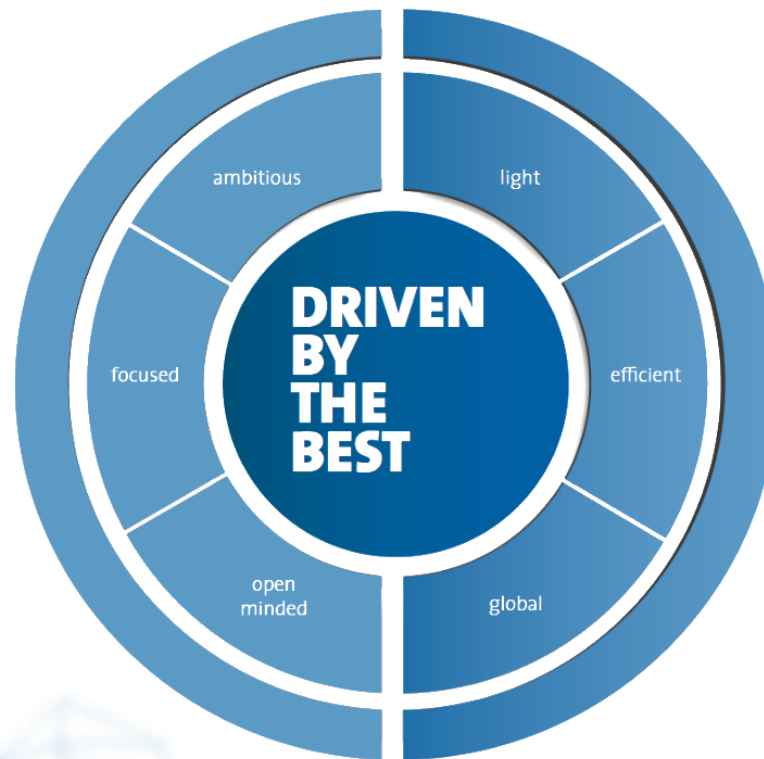 ambitious
light
DRIVEN
BY
THE
BEST
focused
efficient
open
minded
global